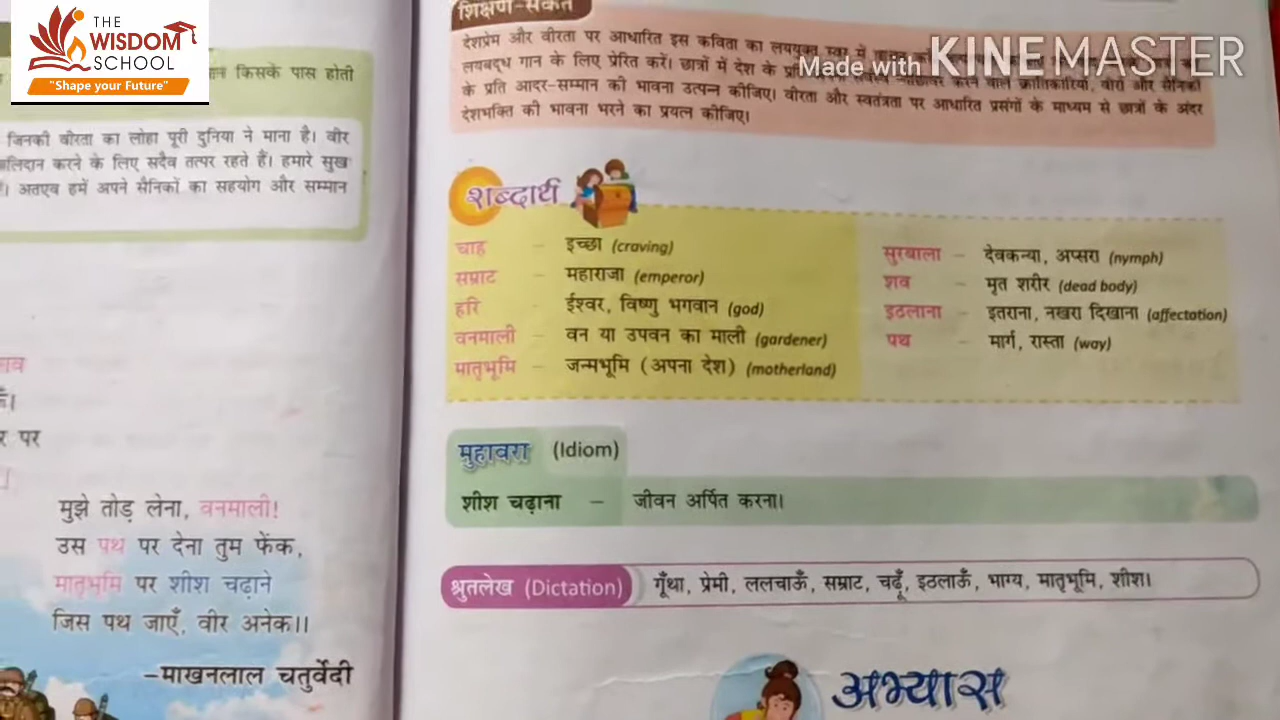 THE
WISDOM
SCHOOL
"Shape your Future"
Made with KINEMASTER
किसके पास होती
जिनकी वीरता का लोहा पूरी दुनिया ने माना है। वीर
बलिदान करने के लिए सदैव तत्पर रहते हैं। हमारे सुख
अतएव हमें अपने सैनिकों का सहयोग और सम्मान
पर
मुझे तोड़ लेना, वनमाली!
उस पथ पर देना तुम फेंक,
मातृभूमि पर शीश चढ़ाने
जिस पथ जाएँ, वीर अनेक।।
–माखनलाल चतुर्वेदी
शिक्षण-संकेत
देशप्रेम और वीरता पर आधारित इस कविता का लययुक्त स्वर में
लयबद्ध गान के लिए प्रेरित करें। छात्रों में देश के प्रति करने वाले क्रांतिकारियों, वीरों और सैनिकों
के प्रति आदर-सम्मान की भावना उत्पन्न कीजिए। वीरता और स्वतंत्रता पर आधारित प्रसंगों के माध्यम से छात्रों के अंदर
देशभक्ति की भावना भरने का प्रयत्न कीजिए।
शब्दार्थ
चाह – इच्छा (craving)
सम्राट – महाराजा (emperor)
हरि – ईश्वर, विष्णु भगवान (god)
वनमाली – वन या उपवन का माली (gardener)
मातृभूमि – जन्मभूमि (अपना देश) (motherland)
सुरबाला – देवकन्या, अप्सरा (nymph)
शव – मृत शरीर (dead body)
इठलाना – इतराना, नखरा दिखाना (affectation)
पथ – मार्ग, रास्ता (way)
मुहावरा (Idiom)
शीश चढ़ाना – जीवन अर्पित करना।
श्रुतलेख (Dictation) गूँथा, प्रेमी, ललचाऊँ, सम्राट, चढ़ूँ, इठलाऊँ, भाग्य, मातृभूमि, शीश।
अभ्यास